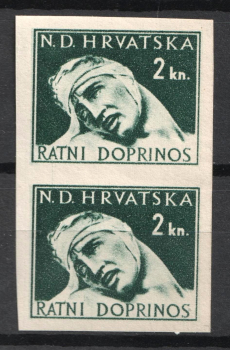 N.D. HRVATSKA
2 kn.
RATNI DOPRINOS
N.D. HRVATSKA
2 kn.
RATNI DOPRINOS